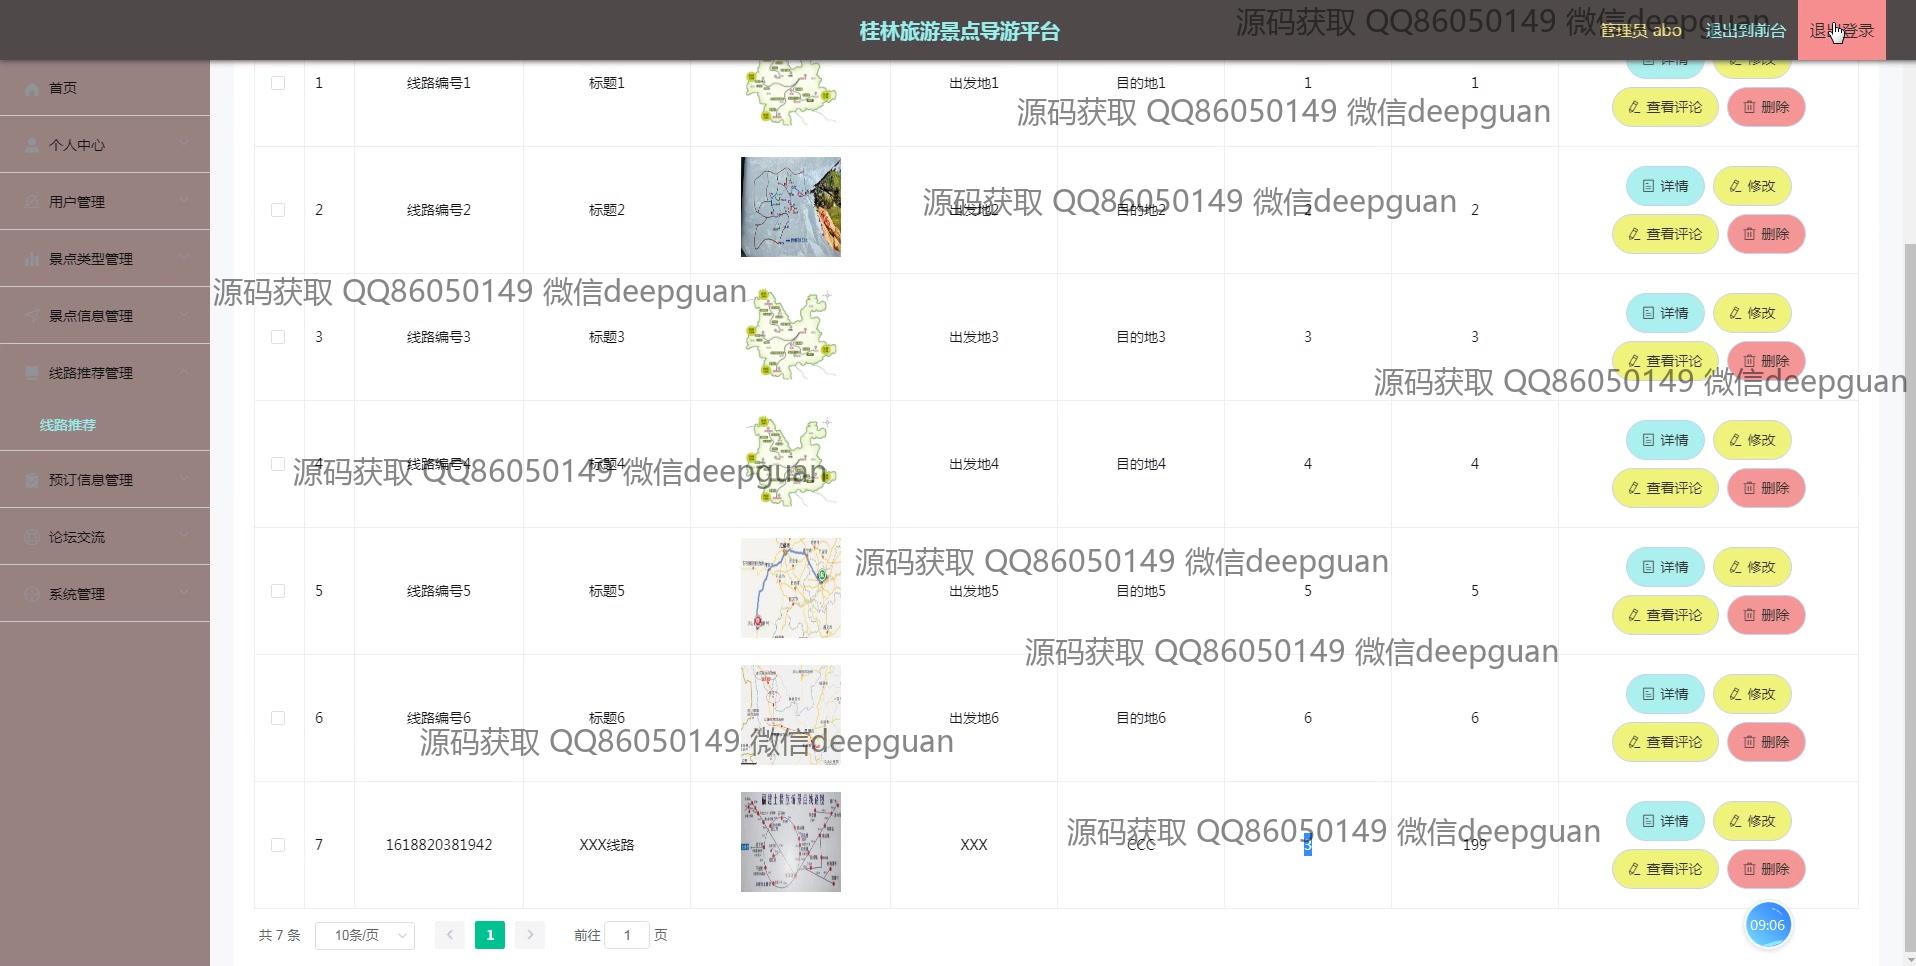 桂林旅游景点导游平台
源码获取 QQ86050149 微信deepguan
管理员 abo
退出到前台
退出登录
首页
个人中心
用户管理
景点类型管理
景点信息管理
线路推荐管理
线路推荐
预订信息管理
论坛交流
系统管理
详情 修改
1 线路编号1 标题1 出发地1 目的地1 1 1
查看评论 删除
源码获取 QQ86050149 微信deepguan
详情 修改
源码获取 QQ86050149 微信deepguan
2 线路编号2 标题2 出发地2 目的地2 2 2
查看评论 删除
源码获取 QQ86050149 微信deepguan
详情 修改
3 线路编号3 标题3 出发地3 目的地3 3 3
查看评论 删除
源码获取 QQ86050149 微信deepguan
详情 修改
4 线路编号4 标题4 出发地4 目的地4 4 4
源码获取 QQ86050149 微信deepguan
查看评论 删除
源码获取 QQ86050149 微信deepguan
详情 修改
5 线路编号5 标题5 出发地5 目的地5 5 5
查看评论 删除
源码获取 QQ86050149 微信deepguan
详情 修改
6 线路编号6 标题6 出发地6 目的地6 6 6
源码获取 QQ86050149 微信deepguan
查看评论 删除
详情 修改
源码获取 QQ86050149 微信deepguan
7 1618820381942 XXX线路 XXX CCC 3 199
查看评论 删除
共 7 条 10条/页 1 前往 1 页
09:06